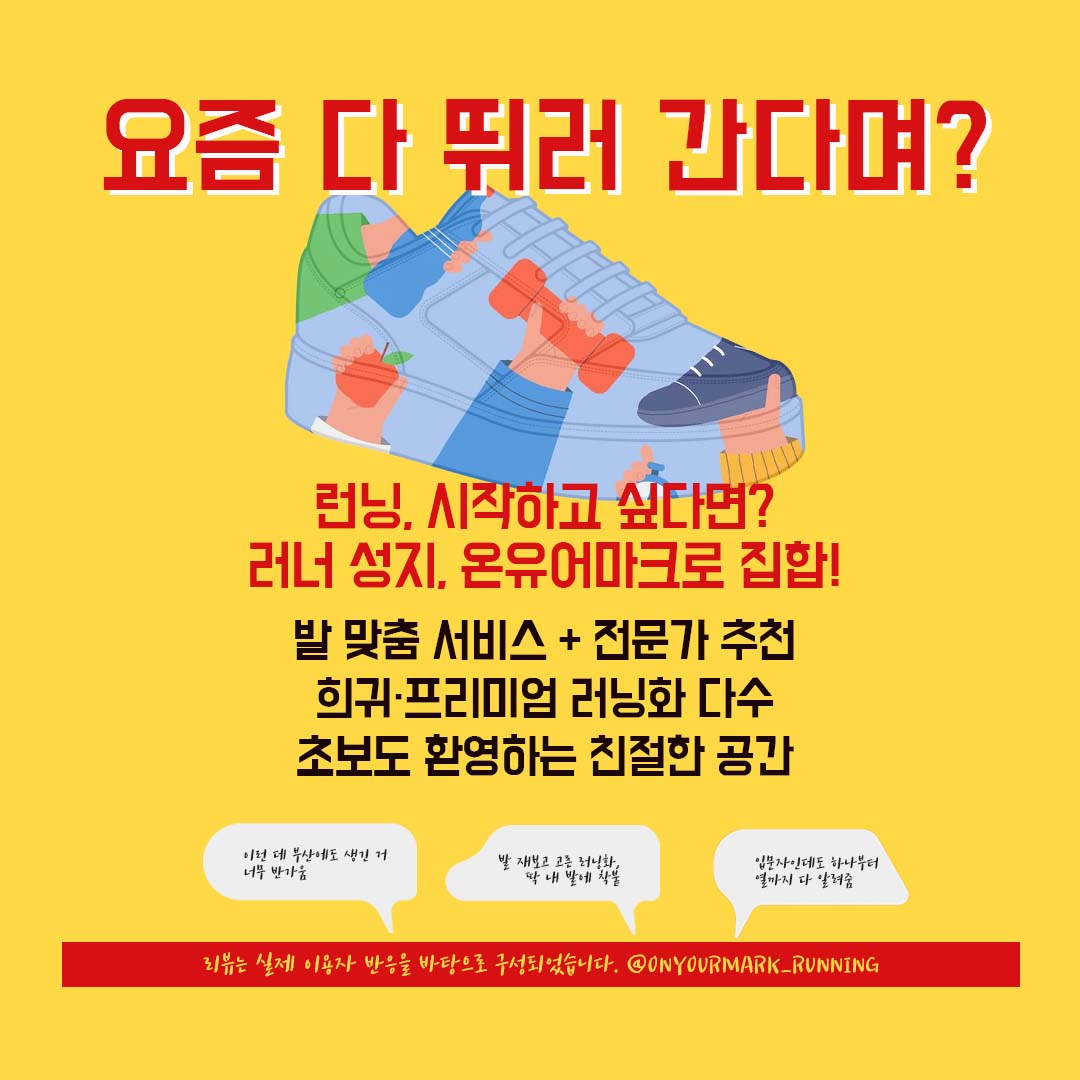 요즘 다 뛰러 간다며?
런닝, 시작하고 싶다면?
러너 성지, 온유어마크로 집합!
발 맞춤 서비스 + 전문가 추천
희귀·프리미엄 러닝화 다수
초보도 환영하는 친절한 공간
이런 데 부산에도 생긴 거
너무 반가움
발 재보고 고른 러닝화,
딱 내 발에 착붙
입문자인데도 하나부터
열까지 다 알려줌
리뷰는 실제 이용자 반응을 바탕으로 구성되었습니다. @ONYOURMARK_RUNNING